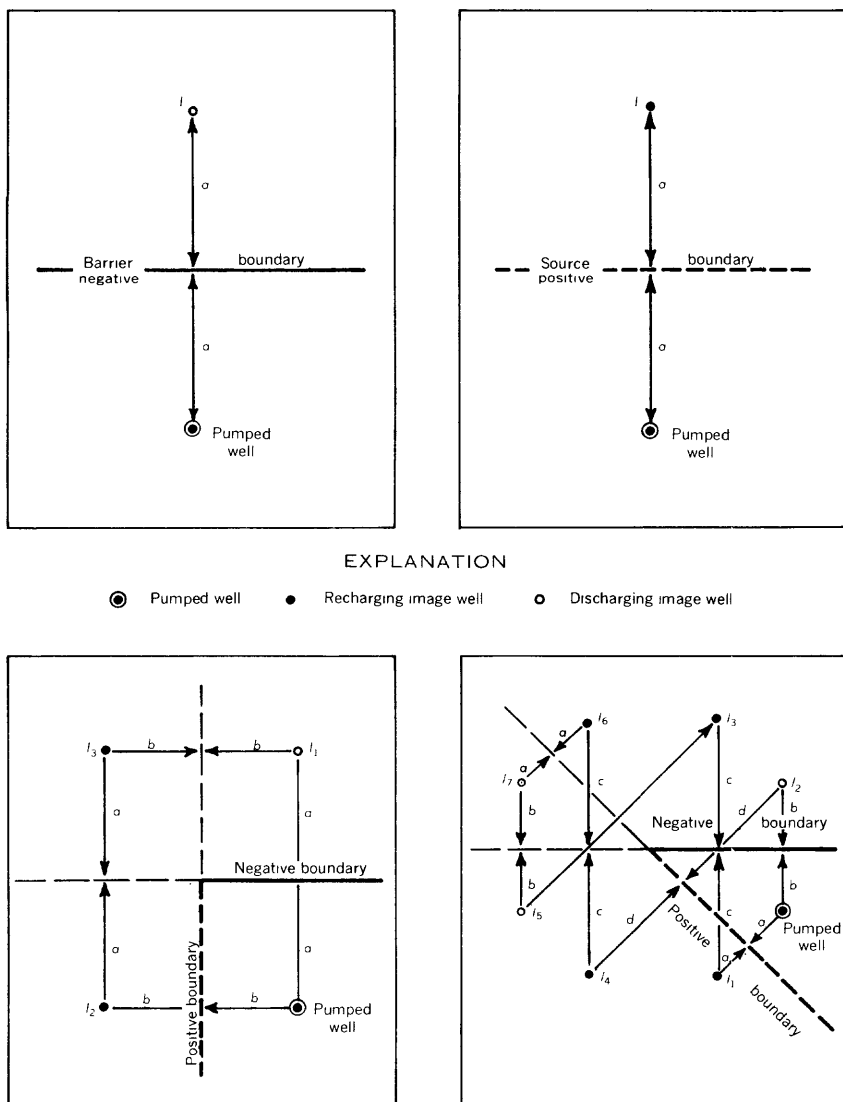 I
a
Barrier boundary
negative
a
Pumped
well
I
a
Source boundary
positive
a
Pumped
well
EXPLANATION
Pumped well Recharging image well Discharging image well
I3 b b I1
a a
Negative boundary
a a
Positive boundary
I2 b b Pumped
well
I6 I3
a
a
I7 c c I2
b d b
Negative boundary
b b
I5 c d Positive c a Pumped
well
a
I4 I1
boundary